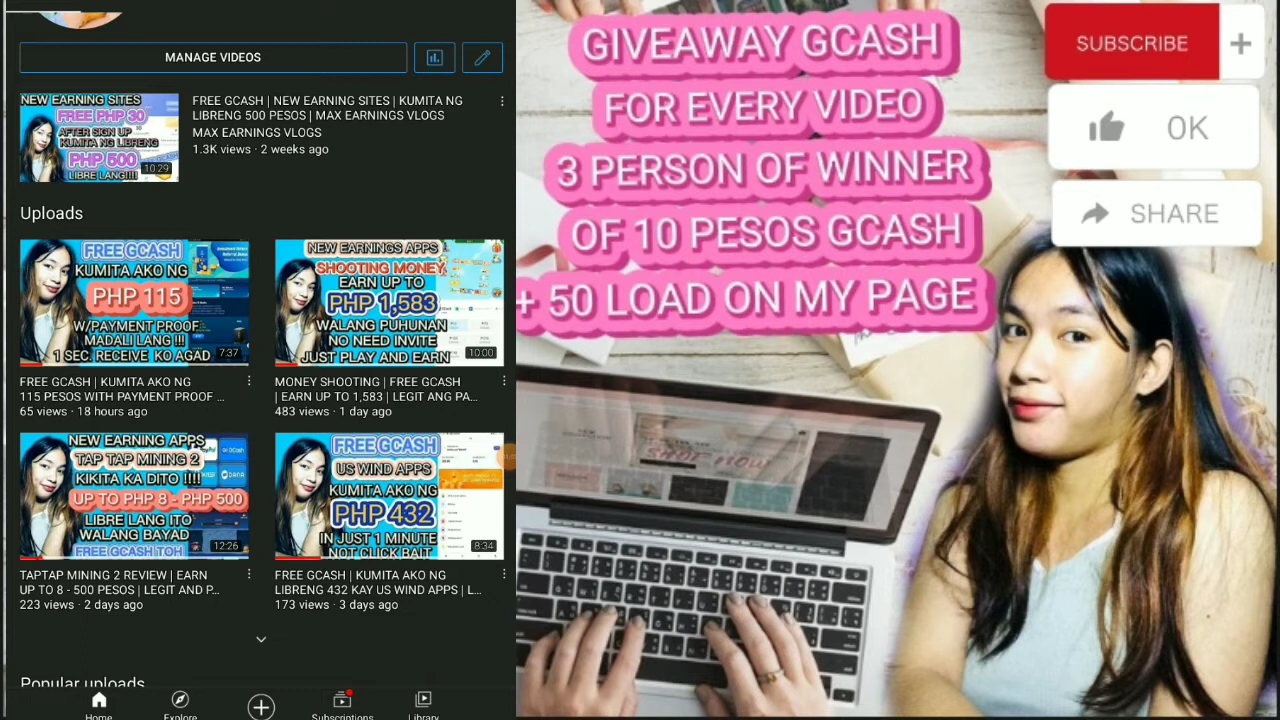 MANAGE VIDEOS
NEW EARNING SITES
FREE PHP 30
AFTER SIGN UP
KUMITA NG LIBRENG
PHP 500
LIBRE LANG!!!!
10:29
FREE GCASH | NEW EARNING SITES | KUMITA NG
LIBRENG 500 PESOS | MAX EARNINGS VLOGS
MAX EARNINGS VLOGS
1.3K views · 2 weeks ago
Uploads
FREE GCASH
KUMITA AKO NG
PHP 115
W/PAYMENT PROOF
MADALI LANG !!!
1 SEC. RECEIVE KO AGAD
7:37
FREE GCASH | KUMITA AKO NG
115 PESOS WITH PAYMENT PROOF ...
65 views · 18 hours ago
NEW EARNINGS APPS
SHOOTING MONEY
EARN UP TO
PHP 1,583
WALANG PUHUNAN
NO NEED INVITE
JUST PLAY AND EARN
10:00
MONEY SHOOTING | FREE GCASH
| EARN UP TO 1,583 | LEGIT ANG PA...
483 views · 1 day ago
NEW EARNING APPS
TAP TAP MINING 2
KIKITA KA DITO !!!!
UP TO PHP 8 - PHP 500
LIBRE LANG ITO
WALANG BAYAD
FREE GCASH TOH
12:26
TAPTAP MINING 2 REVIEW | EARN
UP TO 8 - 500 PESOS | LEGIT AND P...
223 views · 2 days ago
FREE GCASH
US WIND APPS
KUMITA AKO NG
PHP 432
IN JUST 1 MINUTE
NOT CLICK BAIT
8:34
FREE GCASH | KUMITA AKO NG
LIBRENG 432 KAY US WIND APPS | L...
173 views · 3 days ago
Popular uploads
Home
Explore
Subscriptions
Library
GIVEAWAY GCASH
FOR EVERY VIDEO
3 PERSON OF WINNER
OF 10 PESOS GCASH
+ 50 LOAD ON MY PAGE
SUBSCRIBE
0K
SHARE